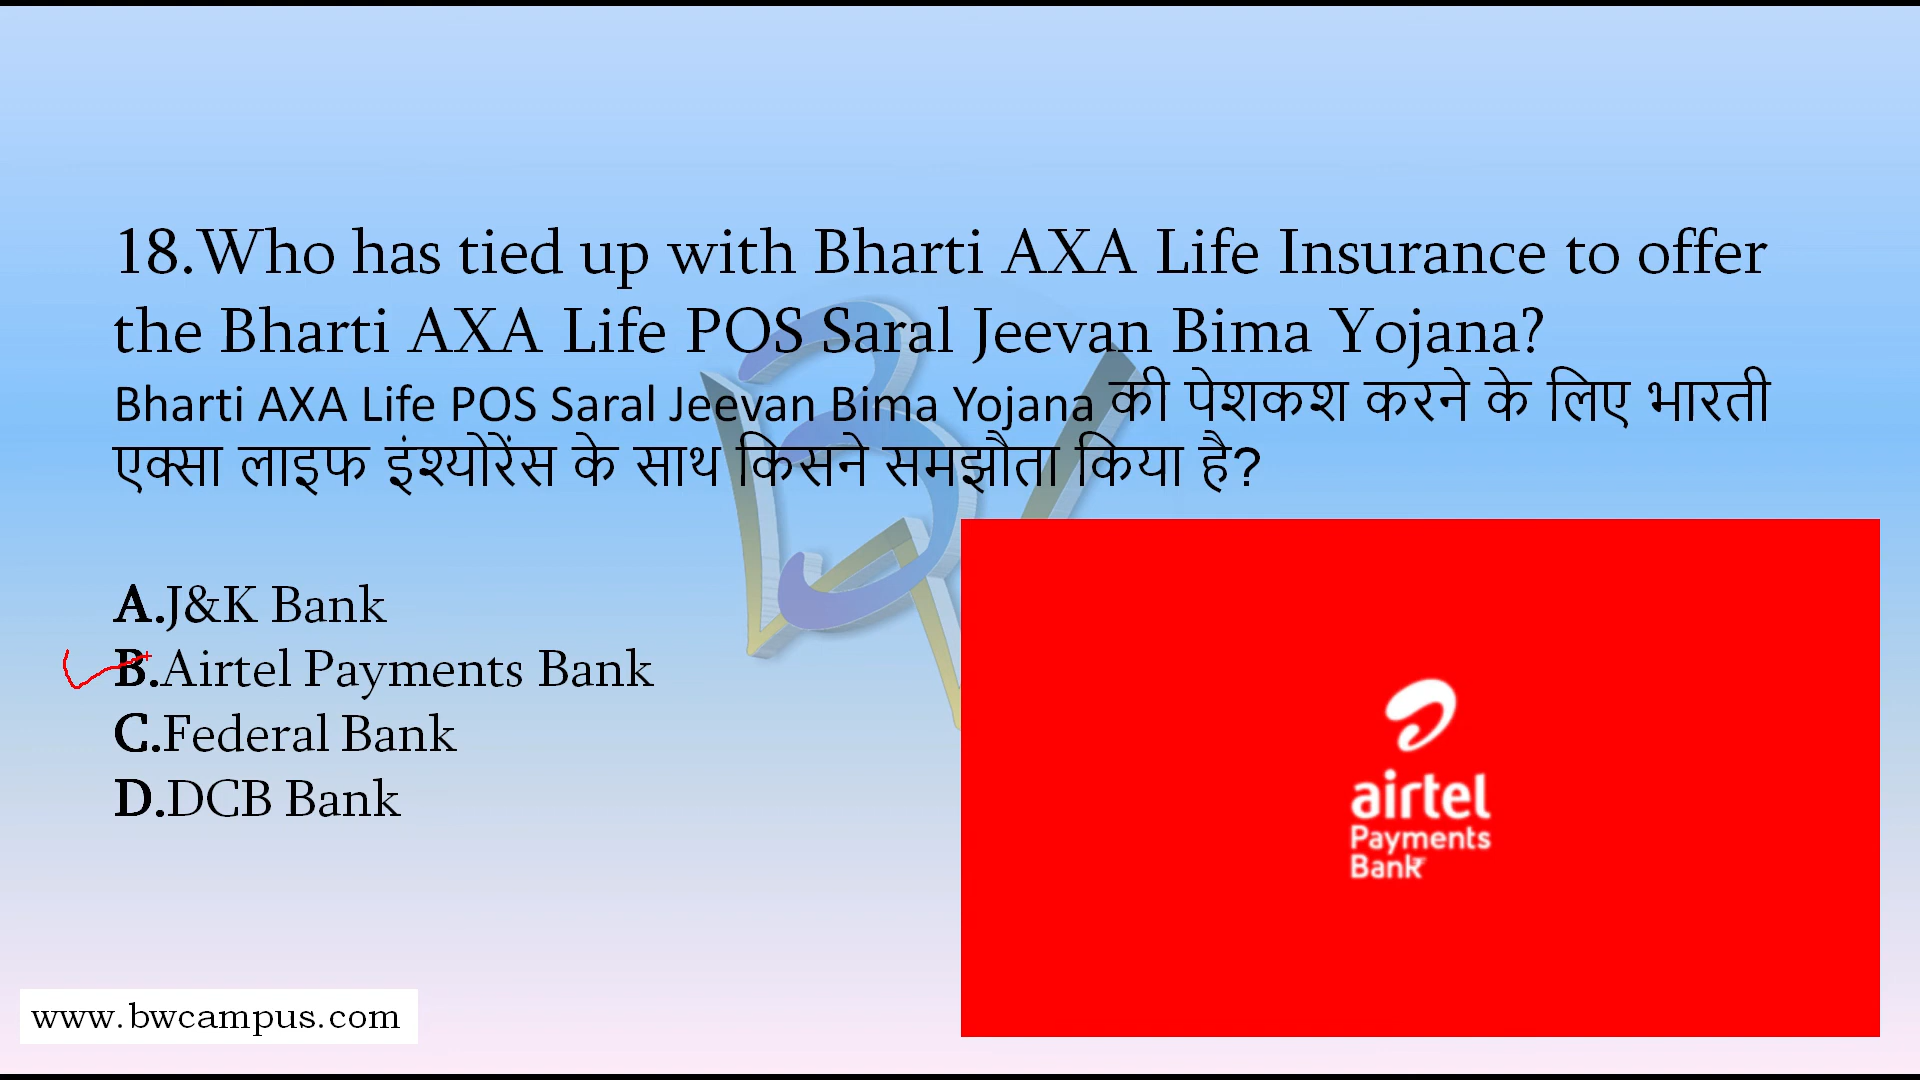 18.Who has tied up with Bharti AXA Life Insurance to offer
the Bharti AXA Life POS Saral Jeevan Bima Yojana?
Bharti AXA Life POS Saral Jeevan Bima Yojana की पेशकश करने के लिए भारती
एक्सा लाइफ इंश्योरेंस के साथ किसने समझौता किया है?
A.J&K Bank
B.Airtel Payments Bank
C.Federal Bank
D.DCB Bank
airtel
Payments
Bank
www.bwcampus.com